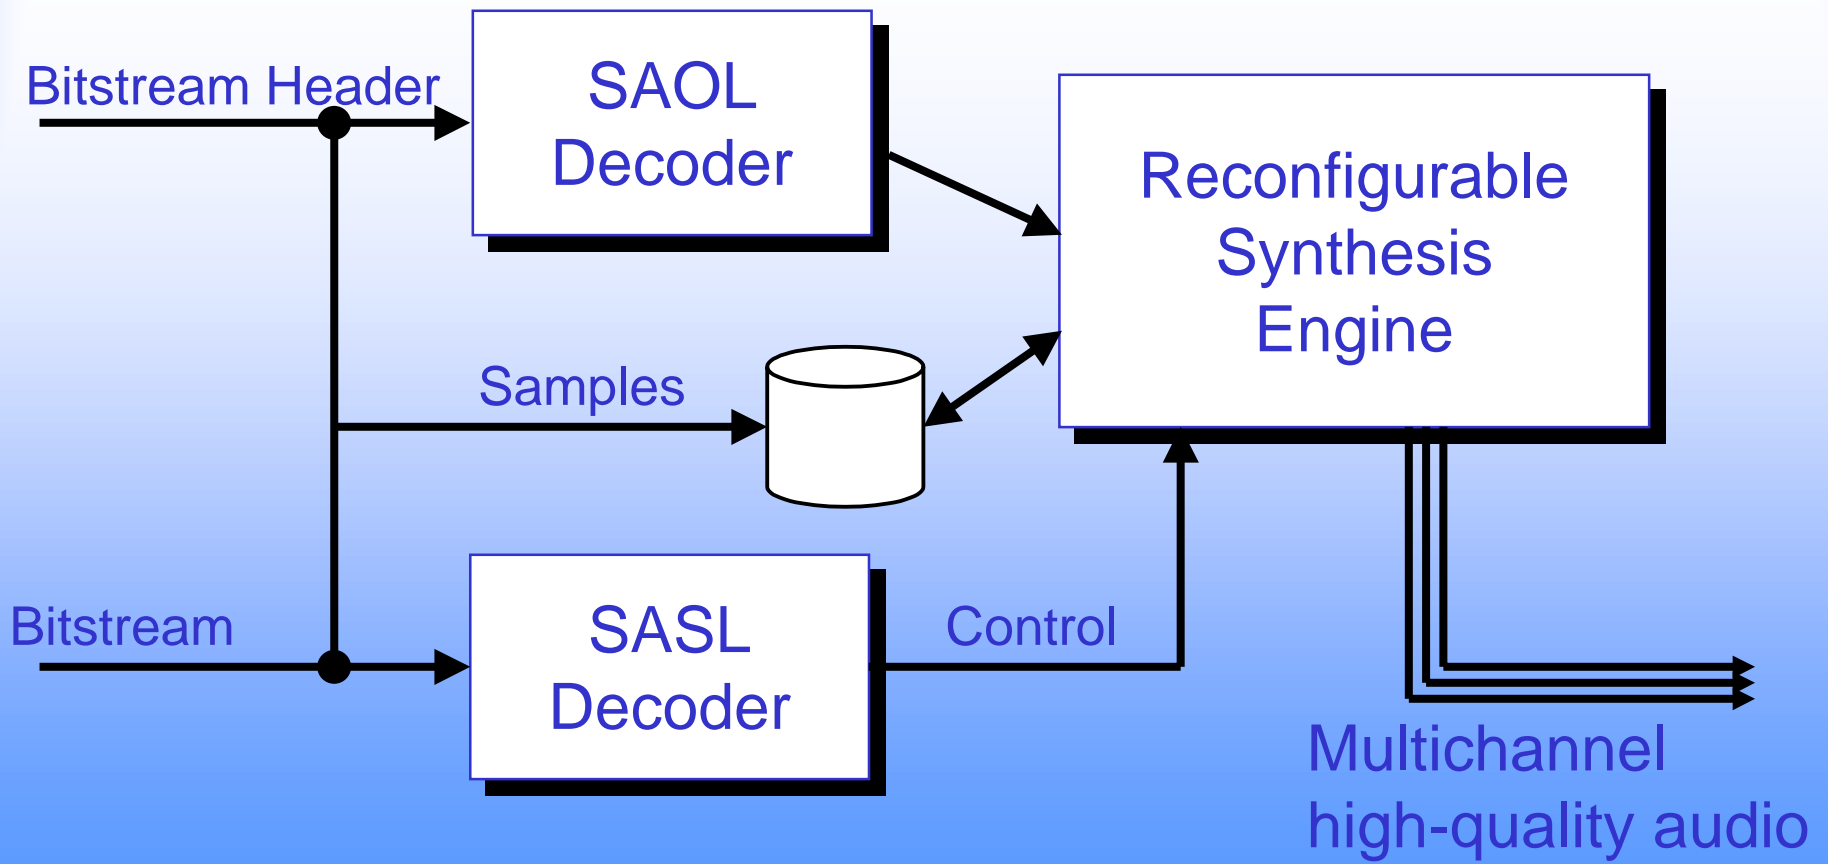 Bitstream Header
SAOL
Decoder
Reconfigurable
Synthesis
Engine
Samples
Bitstream
SASL
Decoder
Control
Multichannel
high-quality audio